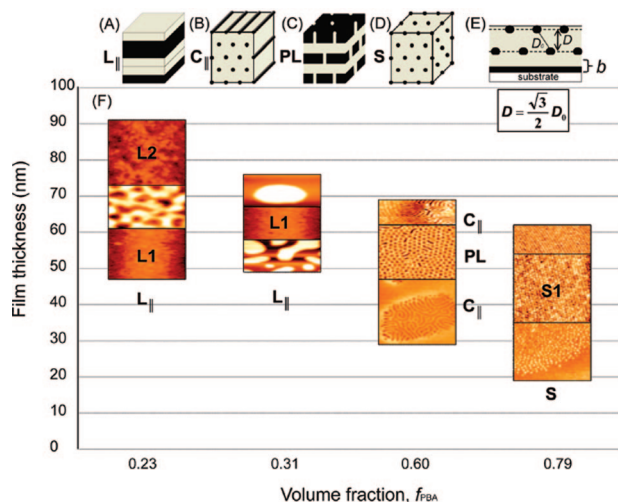 (A) (B) (C) (D) (E)
L∥ C∥ PL S D₀ D b
substrate
D = √3/2 D₀
(F)
Film thickness (nm)
100
90
80
70
60
50
40
30
20
10
0
L2
L1
L∥
L1
L∥
C∥
PL
C∥
S1
S
0.23 0.31 0.60 0.79
Volume fraction, fPBA